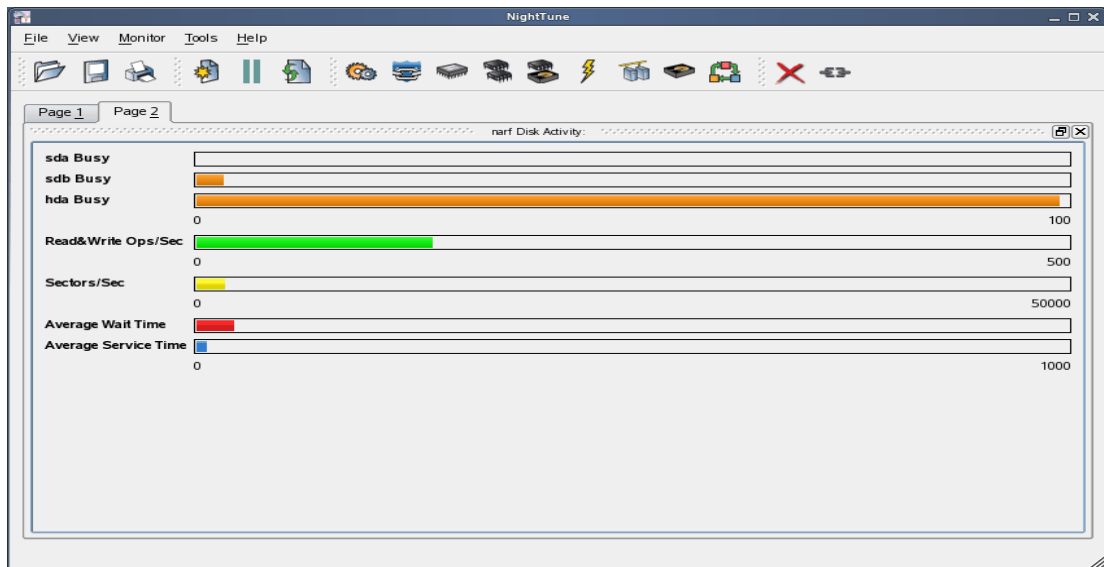 NightTune
File View Monitor Tools Help
Page 1 Page 2
narf Disk Activity:
sda Busy
sdb Busy
hda Busy
0 100
Read&Write Ops/Sec
0 500
Sectors/Sec
0 50000
Average Wait Time
Average Service Time
0 1000